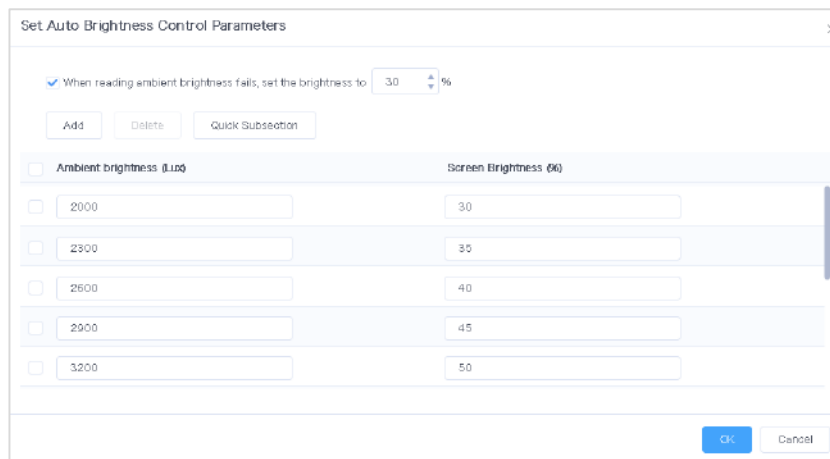 Set Auto Brightness Control Parameters
When reading ambient brightness fails, set the brightness to 30 %
Add Delete Quick Subsection
Ambient brightness (Lux) Screen Brightness (%)
2000 30
2300 35
2600 40
2900 45
3200 50
OK Cancel